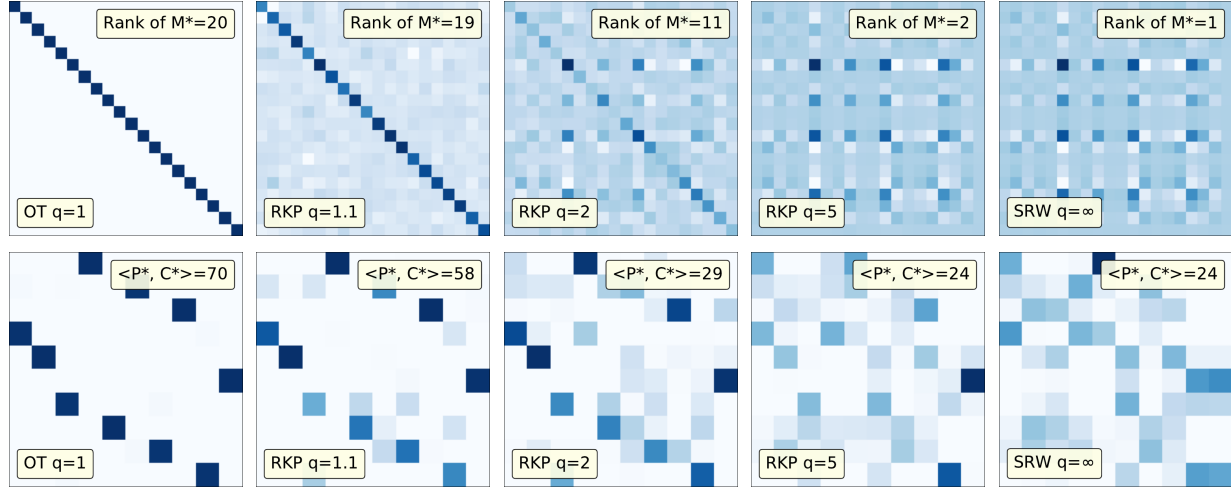 Rank of M*=20
Rank of M*=19
Rank of M*=11
Rank of M*=2
Rank of M*=1
OT q=1
RKP q=1.1
RKP q=2
RKP q=5
SRW q=∞
<P*, C*>=70
<P*, C*>=58
<P*, C*>=29
<P*, C*>=24
<P*, C*>=24
OT q=1
RKP q=1.1
RKP q=2
RKP q=5
SRW q=∞